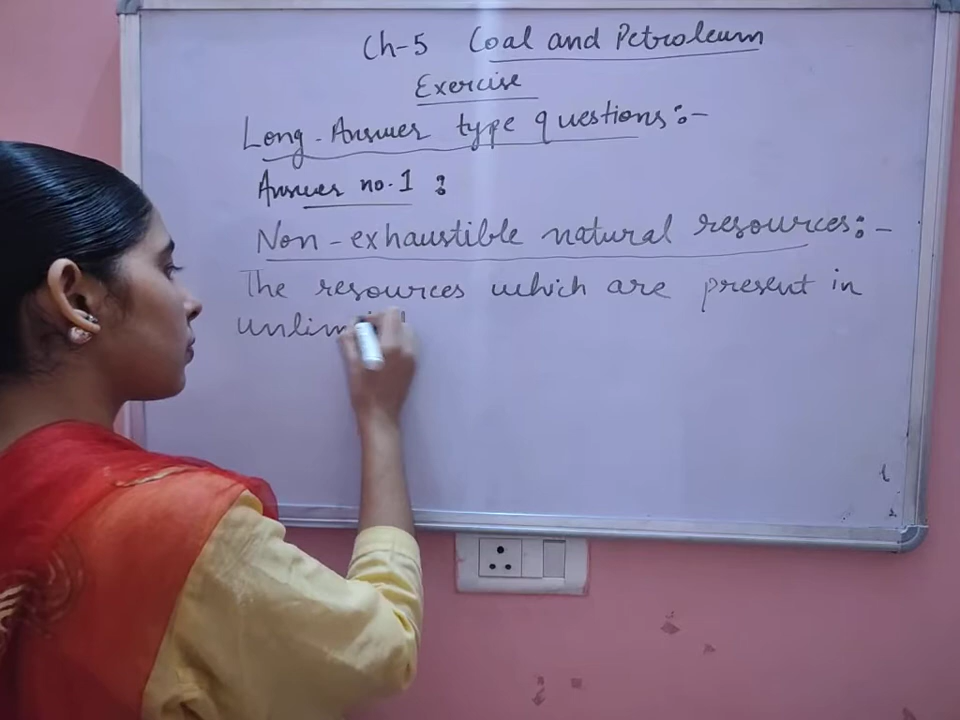 Ch-5 Coal and Petroleum
Exercise
Long-Answer type questions:-
Answer no.1 :
Non-exhaustible natural resources:-
The resources which are present in